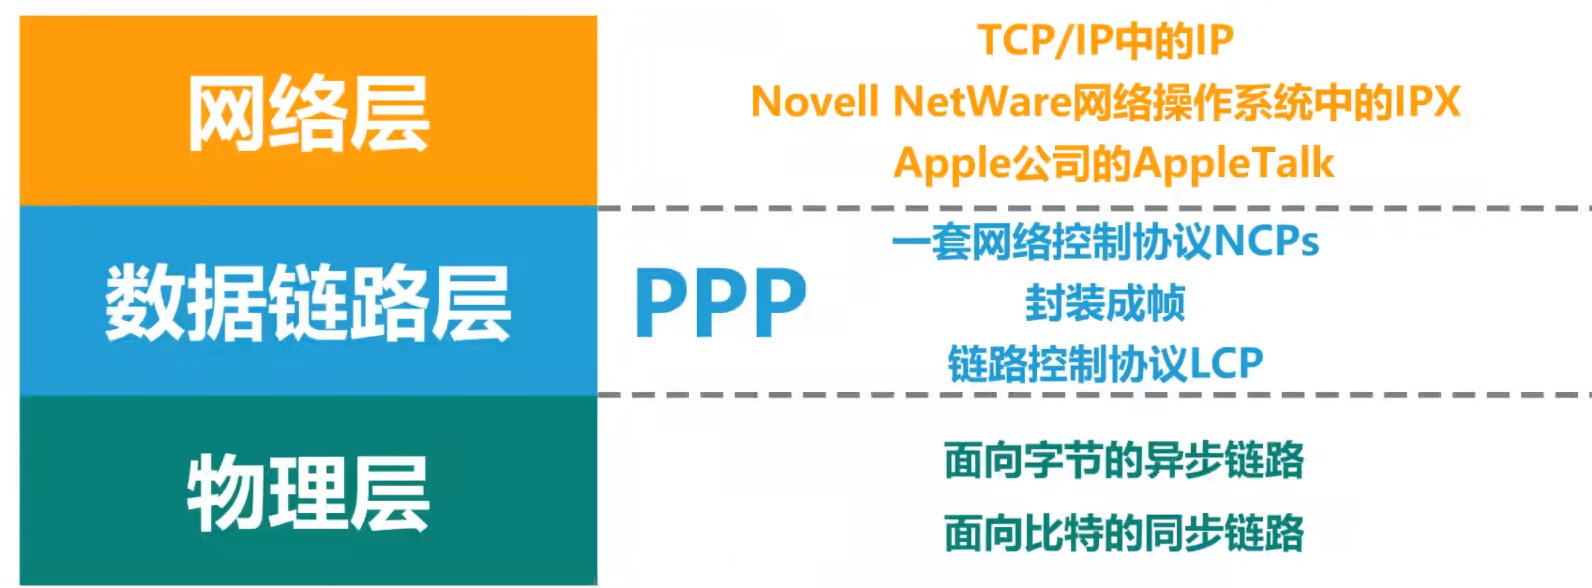 网络层
TCP/IP中的IP
Novell NetWare网络操作系统中的IPX
Apple公司的AppleTalk
数据链路层
PPP
一套网络控制协议NCPs
封装成帧
链路控制协议LCP
物理层
面向字节的异步链路
面向比特的同步链路